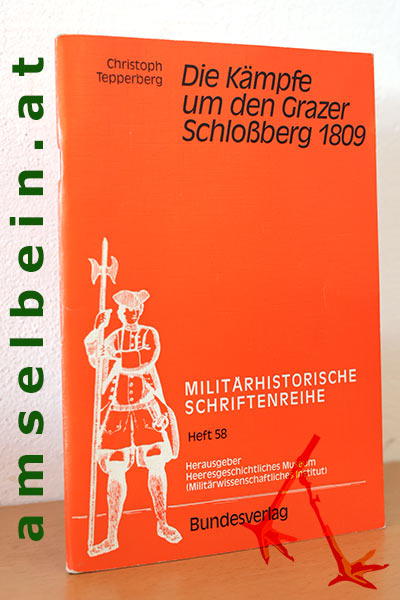 amselbein.at
Christoph
Tepperberg
Die Kämpfe
um den Grazer
Schloßberg 1809
MILITÄRHISTORISCHE
SCHRIFTENREIHE
Heft 58
Herausgeber
Heeresgeschichtliches Museum
(Militärwissenschaftliches Institut)
Bundesverlag